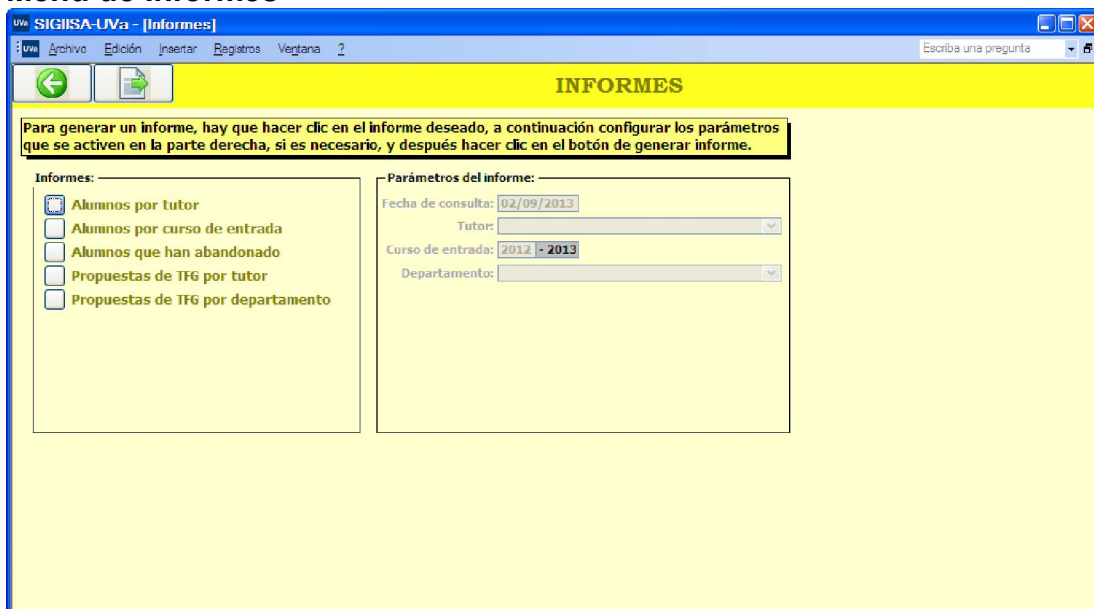 Menú de informes
UVa SIGIISA-UVa - [Informes]
UVa Archivo Edición Insertar Registros Ventana ? Escriba una pregunta
INFORMES
Para generar un informe, hay que hacer clic en el informe deseado, a continuación configurar los parámetros
que se activen en la parte derecha, si es necesario, y después hacer clic en el botón de generar informe.
Informes:
Alumnos por tutor
Alumnos por curso de entrada
Alumnos que han abandonado
Propuestas de TFG por tutor
Propuestas de TFG por departamento
Parámetros del informe:
Fecha de consulta: 02/09/2013
Tutor:
Curso de entrada: 2012 - 2013
Departamento: